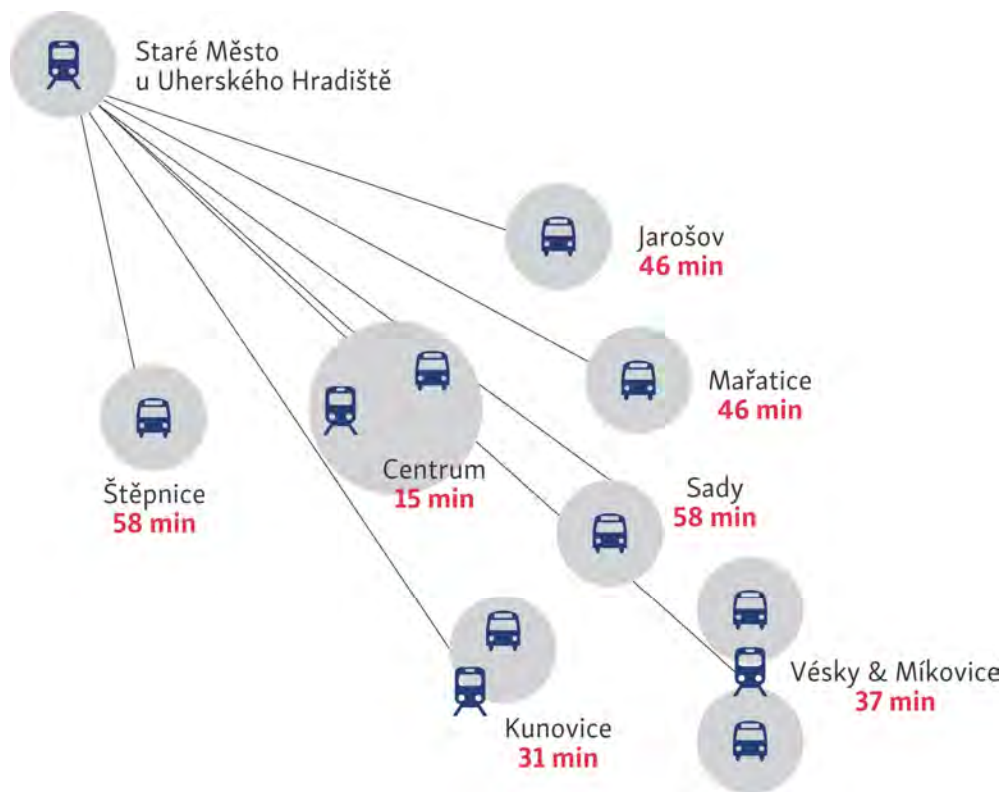 Staré Město
u Uherského Hradiště
Jarošov
46 min
Mařatice
46 min
Štěpnice
58 min
Centrum
15 min
Sady
58 min
Kunovice
31 min
Vésky & Míkovice
37 min